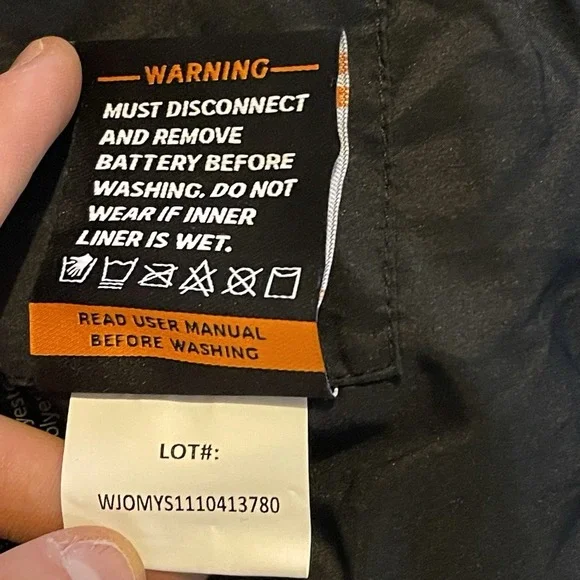 WARNING
MUST DISCONNECT
AND REMOVE
BATTERY BEFORE
WASHING. DO NOT
WEAR IF INNER
LINER IS WET.
READ USER MANUAL
BEFORE WASHING
LOT#:
WJOMYS1110413780